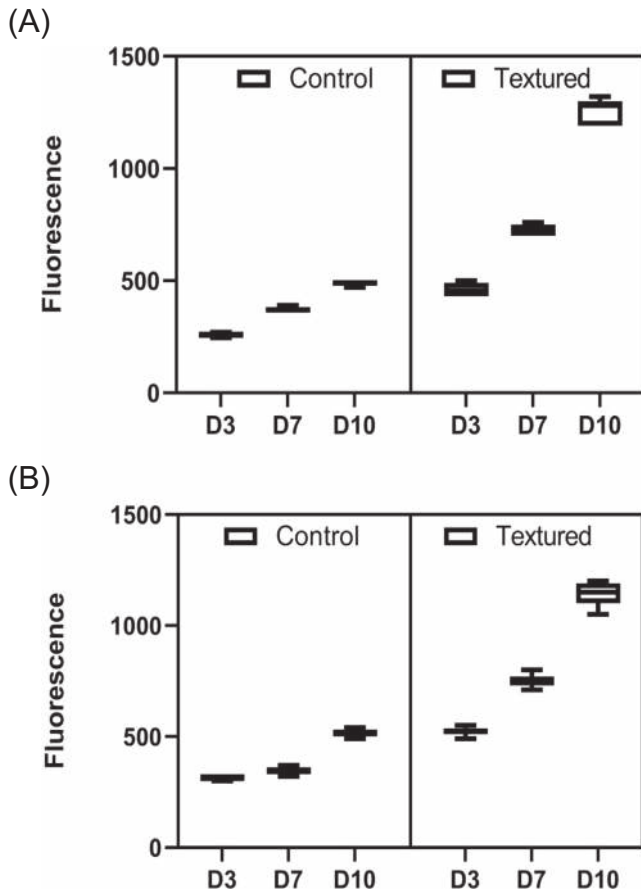 (A)
1500
Control
Textured
1000
Fluorescence
500
0
D3 D7 D10 D3 D7 D10
(B)
1500
Control
Textured
1000
Fluorescence
500
0
D3 D7 D10 D3 D7 D10